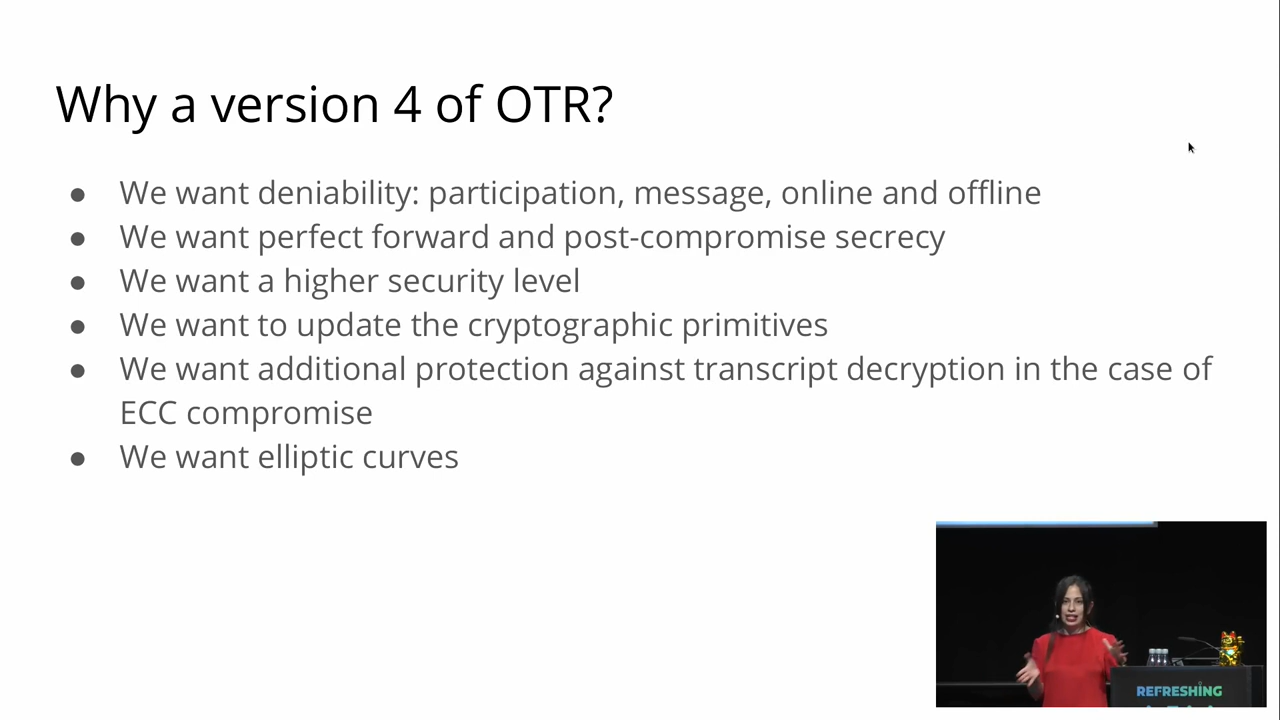 Why a version 4 of OTR?
● We want deniability: participation, message, online and offline
● We want perfect forward and post-compromise secrecy
● We want a higher security level
● We want to update the cryptographic primitives
● We want additional protection against transcript decryption in the case of
ECC compromise
● We want elliptic curves
REFRESHING